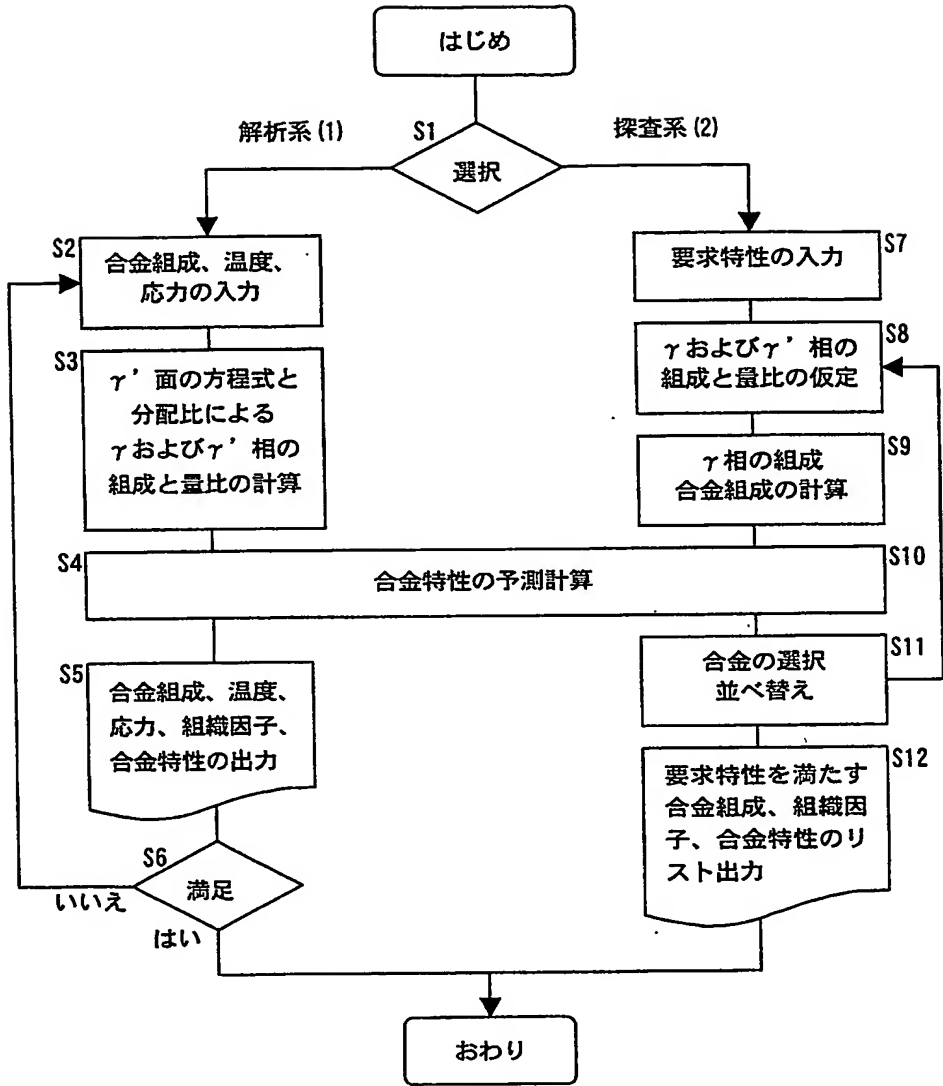 はじめ
解析系(1)
S1
探査系(2)
選択
S2
合金組成、温度、
応力の入力
S3
γ'面の方程式と
分配比による
γおよびγ'相の
組成と量比の計算
S7
要求特性の入力
S8
γおよびγ'相の
組成と量比の仮定
S9
γ相の組成
合金組成の計算
S4
合金特性の予測計算
S10
S5
合金組成、温度、
応力、組織因子、
合金特性の出力
S11
合金の選択
並べ替え
S12
要求特性を満たす
合金組成、組織因
子、合金特性のリ
スト出力
S6
満足
いいえ
はい
おわり